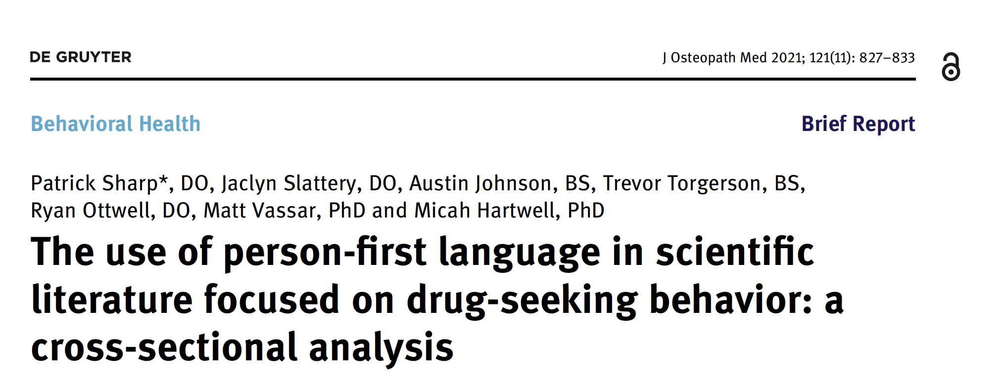 DE GRUYTER
J Osteopath Med 2021; 121(11): 827–833
Behavioral Health
Brief Report
Patrick Sharp*, DO, Jaclyn Slattery, DO, Austin Johnson, BS, Trevor Torgerson, BS,
Ryan Ottwell, DO, Matt Vassar, PhD and Micah Hartwell, PhD
The use of person-first language in scientific
literature focused on drug-seeking behavior: a
cross-sectional analysis